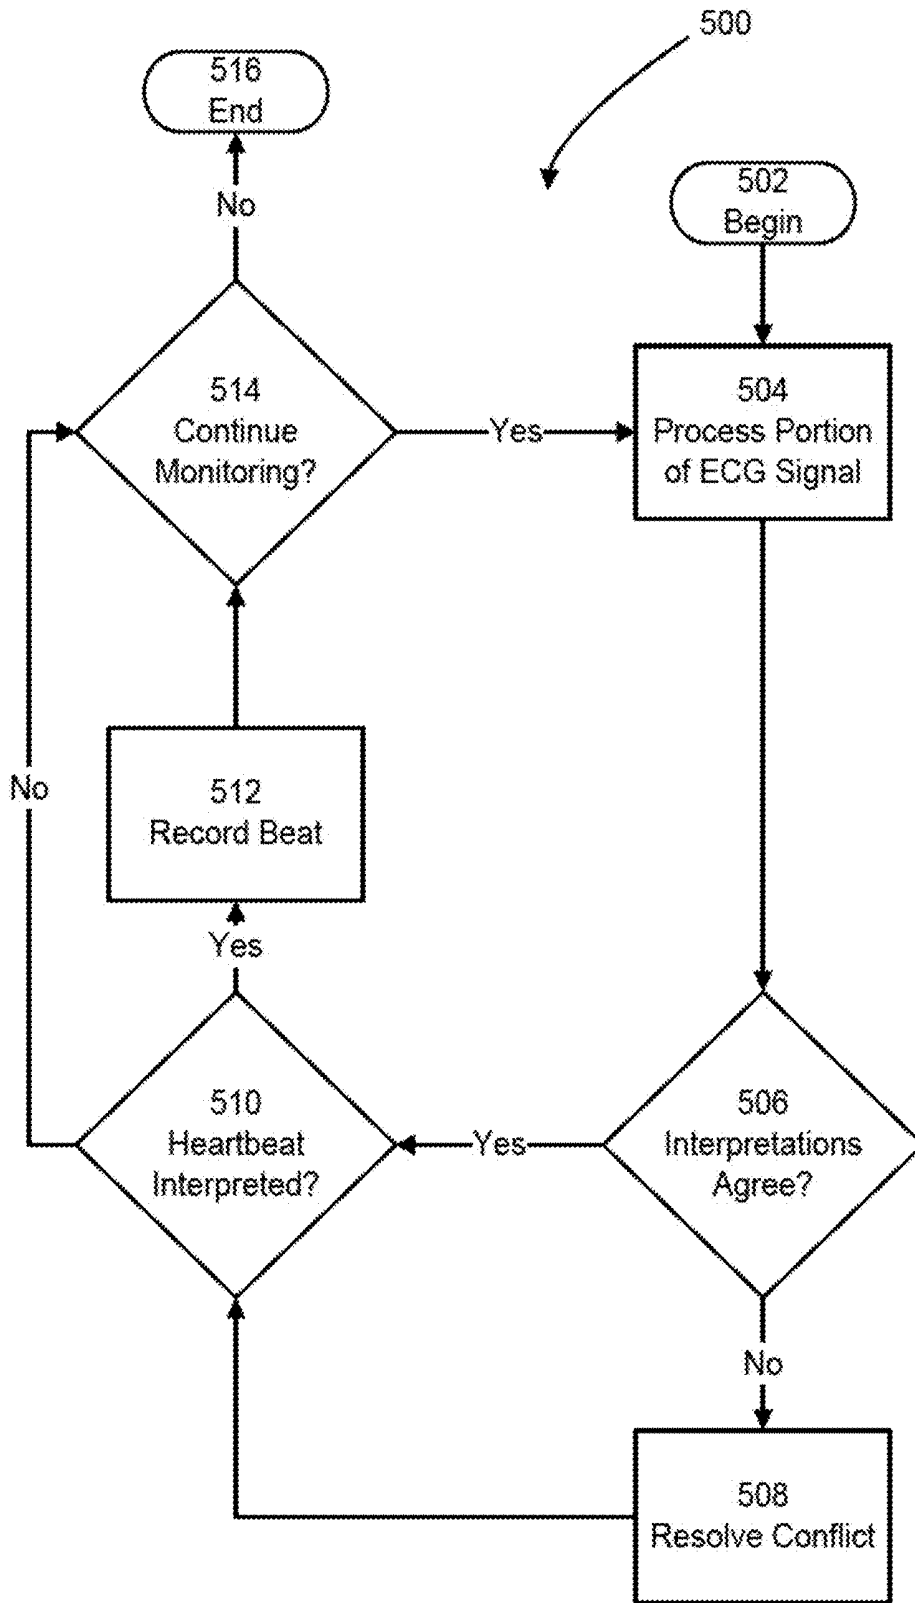 500
516
End
502
Begin
No
514
Continue
Monitoring?
Yes
504
Process Portion
of ECG Signal
No
512
Record Beat
Yes
510
Heartbeat
Interpreted?
Yes
506
Interpretations
Agree?
No
508
Resolve Conflict